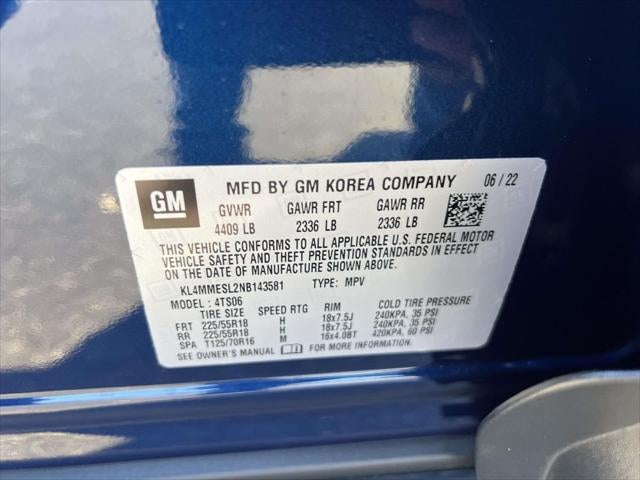 GM MFD BY GM KOREA COMPANY 06 / 22
GVWR GAWR FRT GAWR RR
4409 LB 2336 LB 2336 LB
THIS VEHICLE CONFORMS TO ALL APPLICABLE U.S. FEDERAL MOTOR
VEHICLE SAFETY AND THEFT PREVENTION STANDARDS IN EFFECT
ON THE DATE OF MANUFACTURE SHOWN ABOVE.
KL4MMESL2NB143581 TYPE: MPV
MODEL : 4TS06
TIRE SIZE SPEED RTG RIM COLD TIRE PRESSURE
FRT 225/55R18 H 18x7.5J 240KPA, 35 PSI
RR 225/55R18 H 18x7.5J 240KPA, 35 PSI
SPA T125/70R16 M 16x4.0BT 420KPA, 60 PSI
SEE OWNER'S MANUAL FOR MORE INFORMATION.